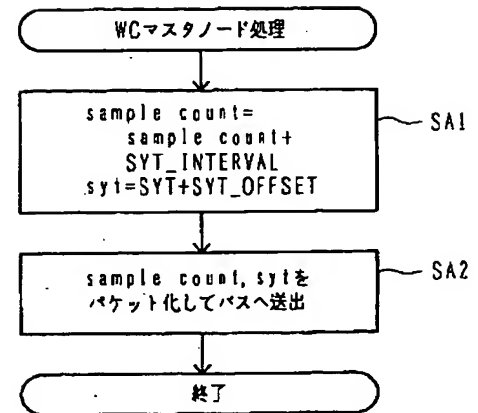 WCマスタノード処理
sample count=
sample count+
SYT_INTERVAL
syt=SYT+SYT_OFFSET
SA1
sample count,sytを
パケット化してバスへ送出
SA2
終了